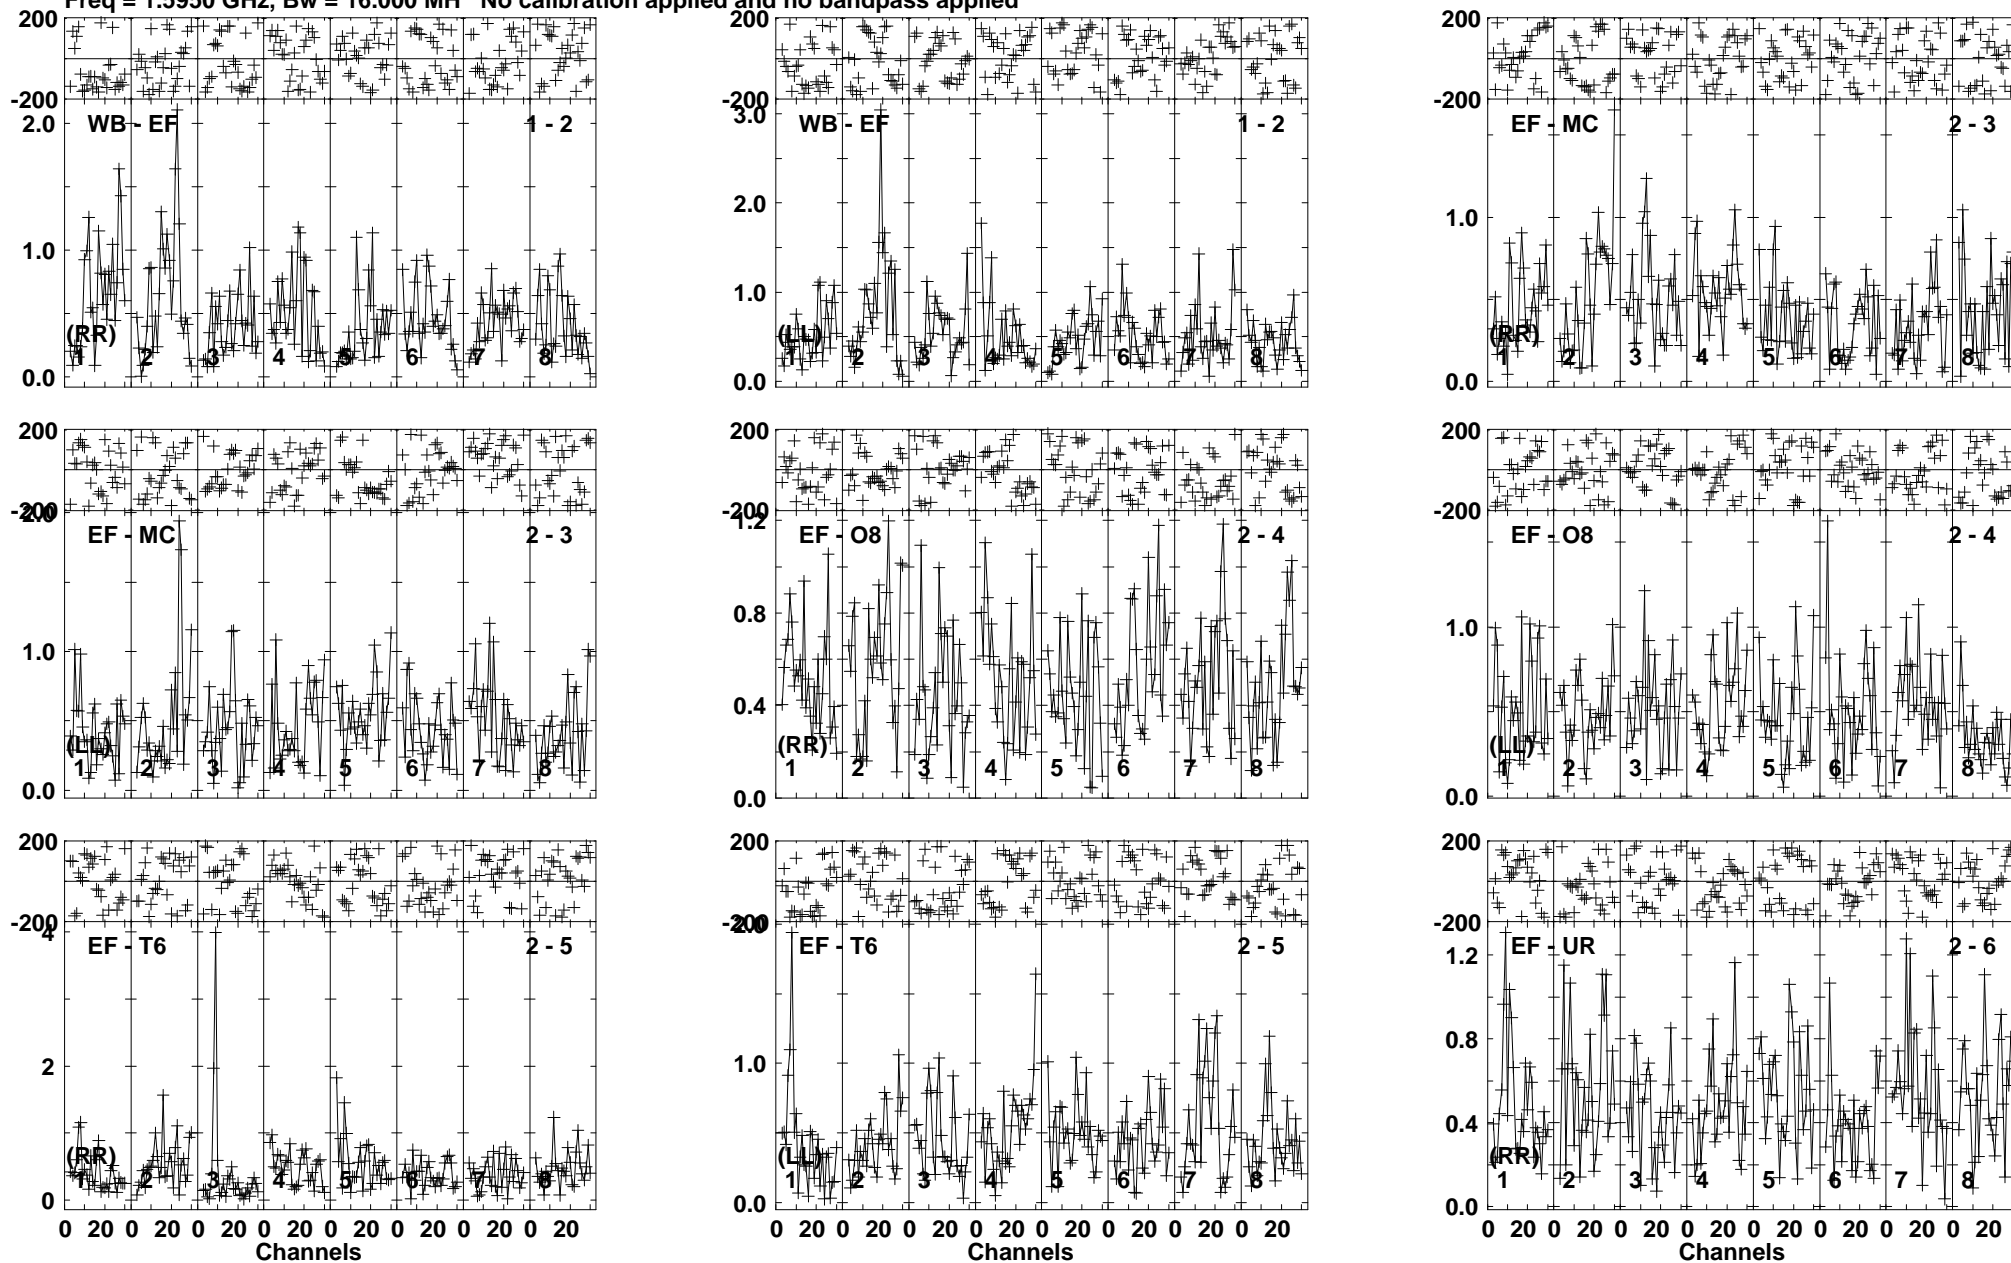 Freq = 1.5950 GHz, Bw = 16.000 MH No calibration applied and no bandpass applied
200 200 200
-200 -200 -200
WB - EF 1 - 2 WB - EF 1 - 2 EF - MC 2 - 3
2.0 3.0
2.0
1.0 1.0 1.0
(RR) (LL) (RR)
1 2 3 4 5 6 7 8 1 2 3 4 5 6 7 8 1 2 3 4 5 6 7 8
0.0 0.0 0.0
200 200 200
-200 -200 -200
2.0 1.2
EF - MC 2 - 3 EF - O8 2 - 4 EF - O8 2 - 4
1.0 0.8 1.0
0.4
(LL) (RR) (LL)
1 2 3 4 5 6 7 8 1 2 3 4 5 6 7 8 1 2 3 4 5 6 7 8
0.0 0.0 0.0
200 200 200
-200 -200 -200
4 2.0
EF - T6 2 - 5 EF - T6 2 - 5 EF - UR 2 - 6
1.2
2 1.0 0.8
0.4
(RR) (LL) (RR)
1 2 3 4 5 6 7 8 1 2 3 4 5 6 7 8 1 2 3 4 5 6 7 8
0 0.0 0.0
0 20 0 20 0 20 0 20 0 20 0 20 0 20 0 20 0 20 0 20 0 20 0 20 0 20 0 20 0 20 0 20 0 20 0 20 0 20 0 20 0 20 0 20 0 20 0 20
Channels Channels Channels